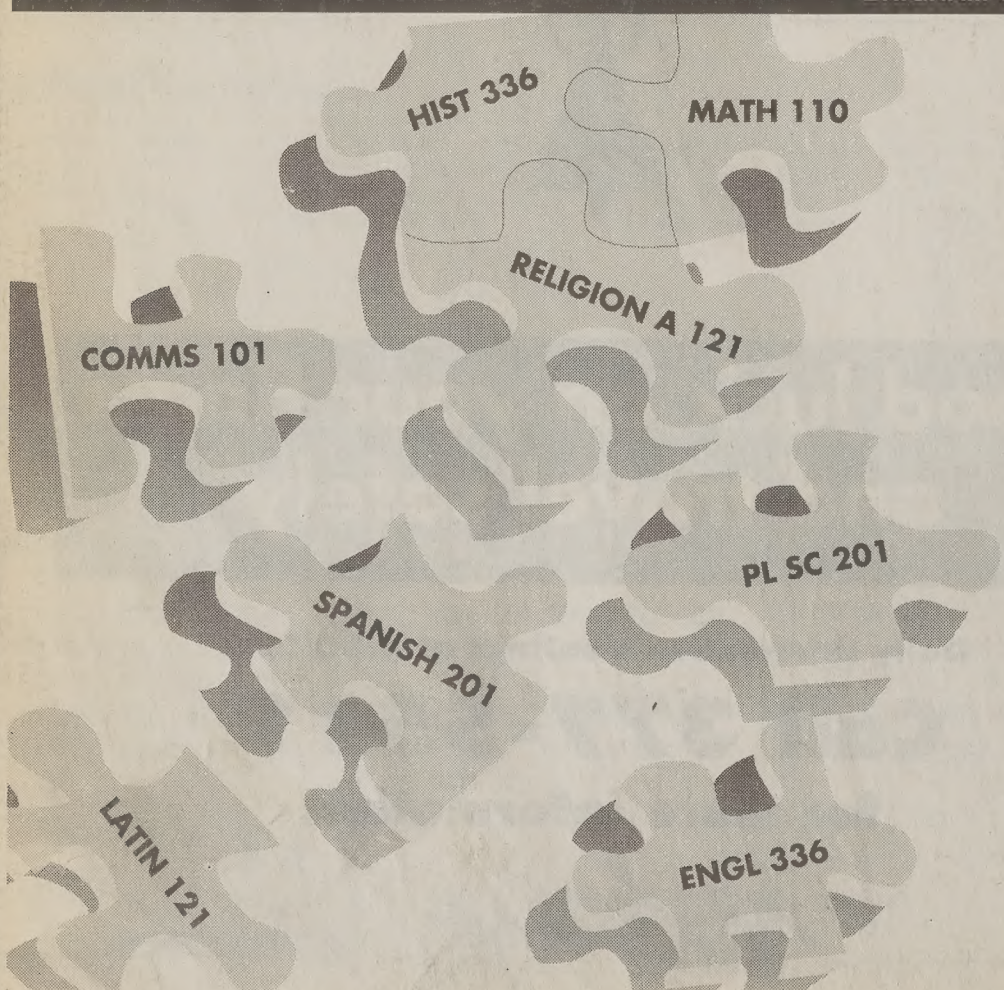 HIST 336
MATH 110
RELIGION A 121
COMMS 101
PL SC 201
SPANISH 201
LATIN 121
ENGL 336